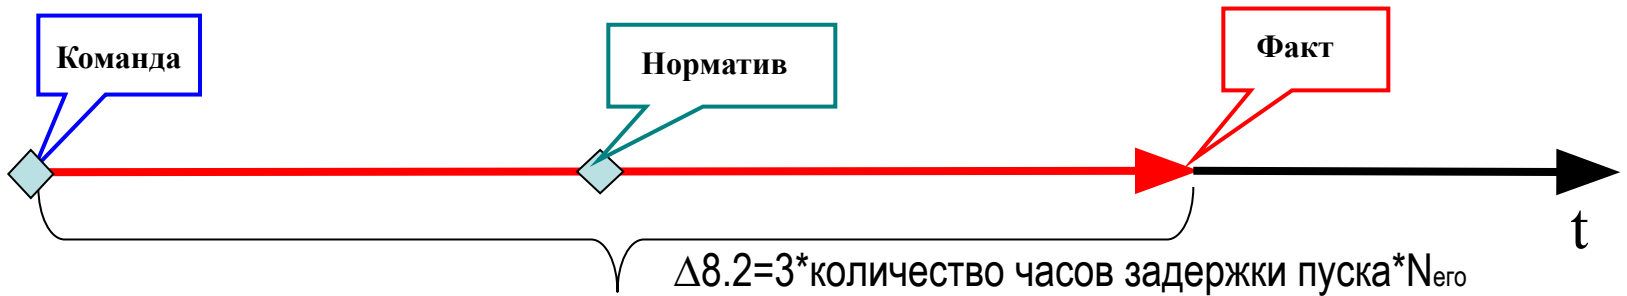 Команда
Норматив
Факт
t
Δ8.2=3*количество часов задержки пуска*Nего